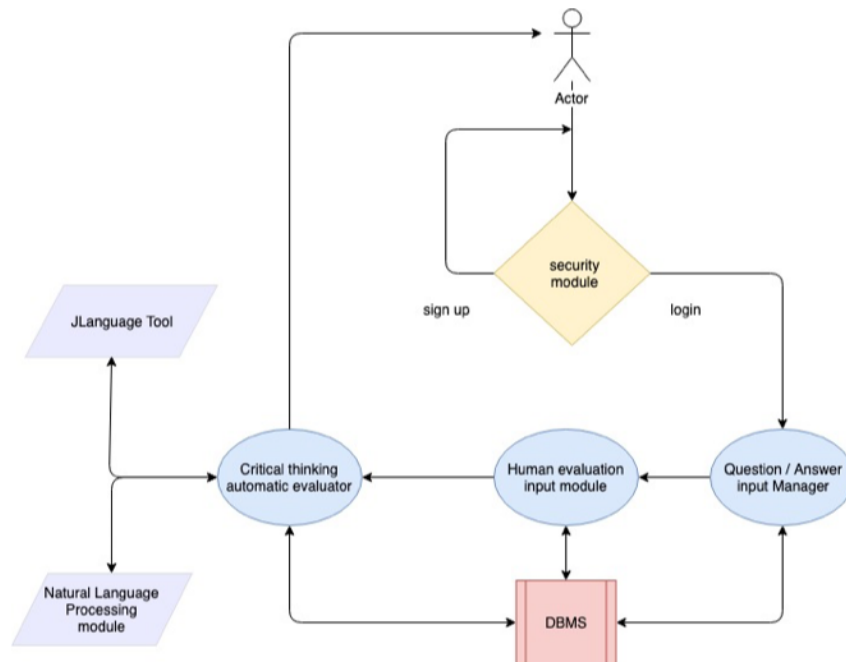 Actor
security
module
sign up
login
JLanguage Tool
Critical thinking
automatic evaluator
Human evaluation
input module
Question / Answer
input Manager
Natural Language
Processing
module
DBMS